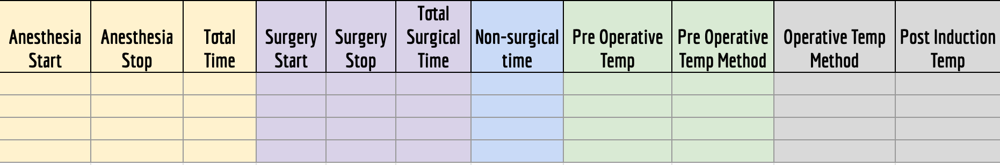 Anesthesia
Start
Anesthesia
Stop
Total
Time
Surgery
Start
Surgery
Stop
Total
Surgical
Time
Non-surgical
time
Pre Operative
Temp
Pre Operative
Temp Method
Operative Temp
Method
Post Induction
Temp